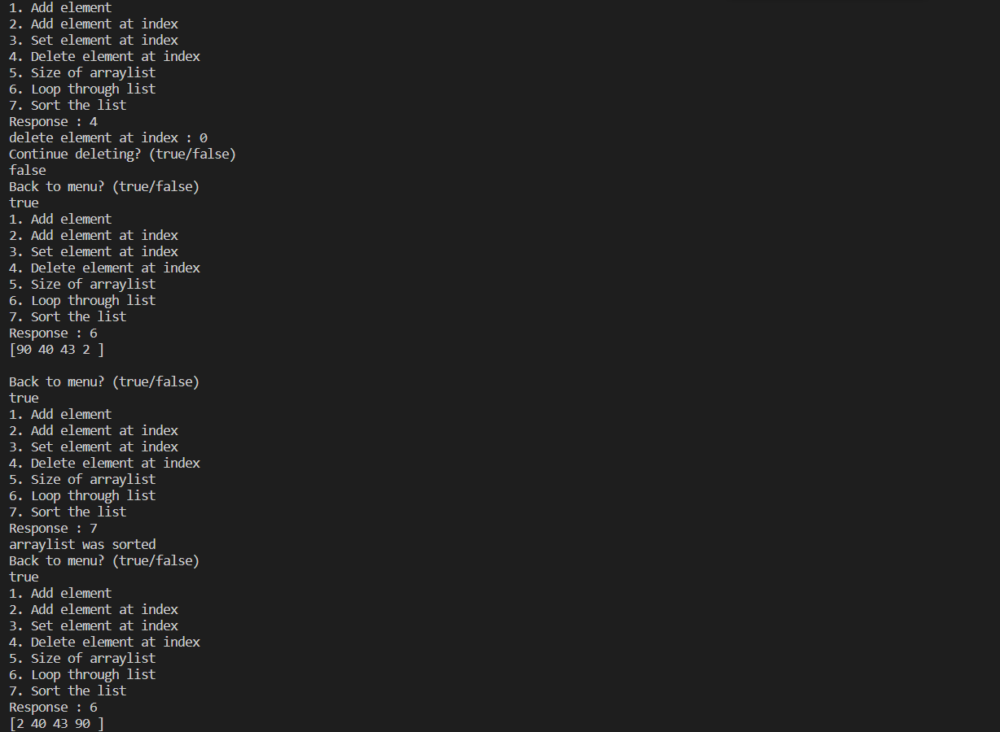 1. Add element
2. Add element at index
3. Set element at index
4. Delete element at index
5. Size of arraylist
6. Loop through list
7. Sort the list
Response : 4
delete element at index : 0
Continue deleting? (true/false)
false
Back to menu? (true/false)
true
1. Add element
2. Add element at index
3. Set element at index
4. Delete element at index
5. Size of arraylist
6. Loop through list
7. Sort the list
Response : 6
[90 40 43 2 ]

Back to menu? (true/false)
true
1. Add element
2. Add element at index
3. Set element at index
4. Delete element at index
5. Size of arraylist
6. Loop through list
7. Sort the list
Response : 7
arraylist was sorted
Back to menu? (true/false)
true
1. Add element
2. Add element at index
3. Set element at index
4. Delete element at index
5. Size of arraylist
6. Loop through list
7. Sort the list
Response : 6
[2 40 43 90 ]